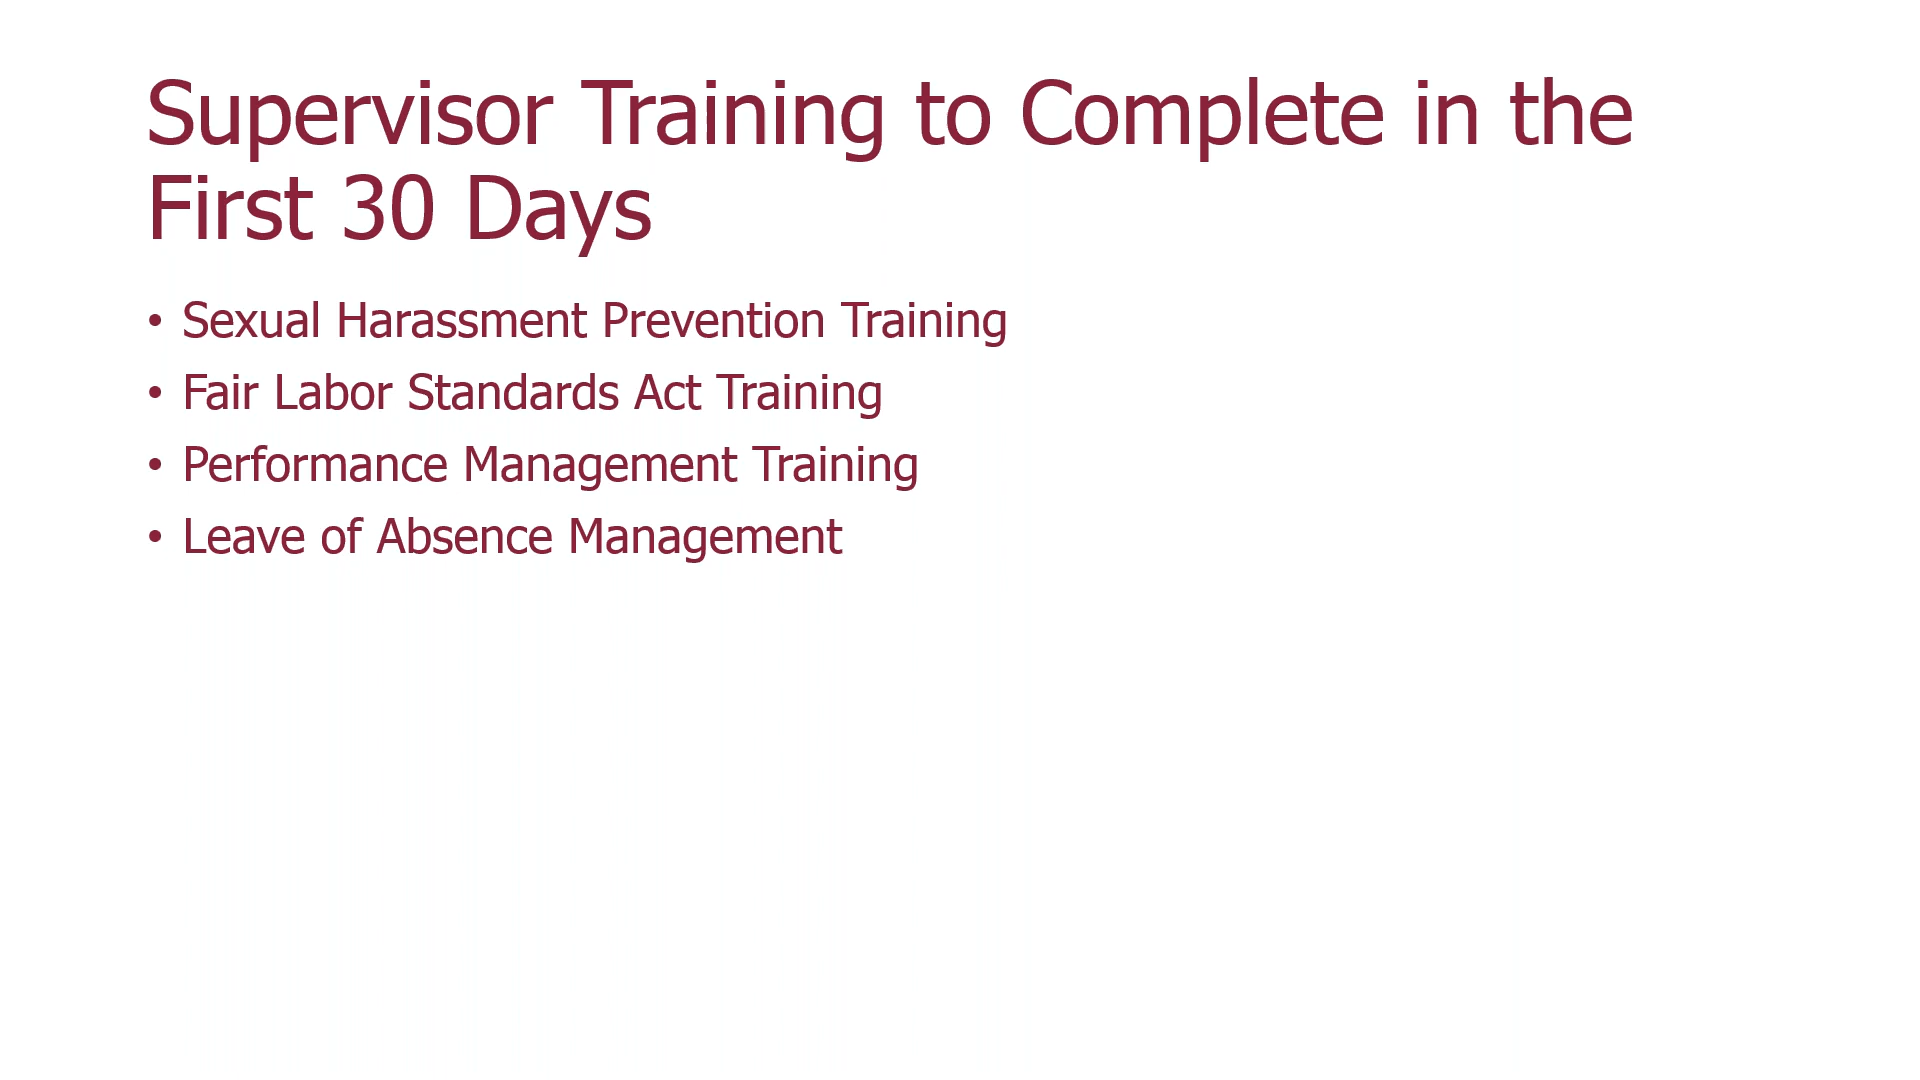 Supervisor Training to Complete in the
First 30 Days
• Sexual Harassment Prevention Training
• Fair Labor Standards Act Training
• Performance Management Training
• Leave of Absence Management